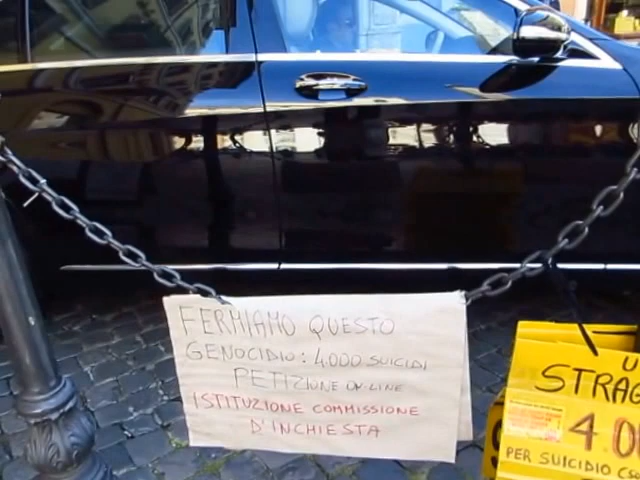 FERMIAMO QUESTO
GENOCIDIO: 4.000 SUICIDI
PETIZIONE ON-LINE
ISTITUZIONE COMMISSIONE
D'INCHIESTA
U
STRAG
4.0
PER SUICIDIO